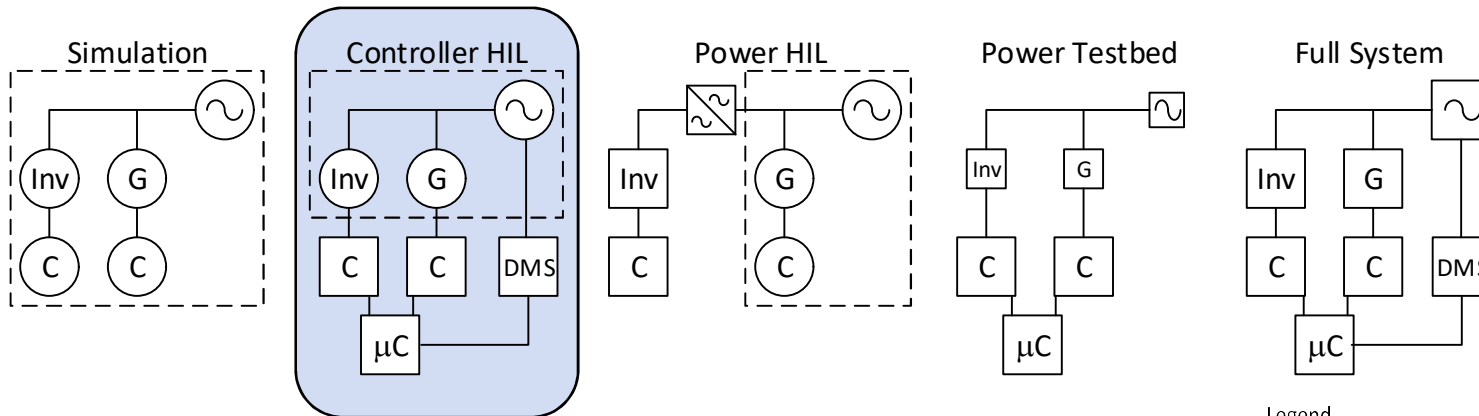 Simulation
Controller HIL
Power HIL
Power Testbed
Full System
Inv G
C C
Inv G
C C DMS
μC
Inv G
C C
Inv G
C C
μC
Inv G
C C DMS
μC
Legend